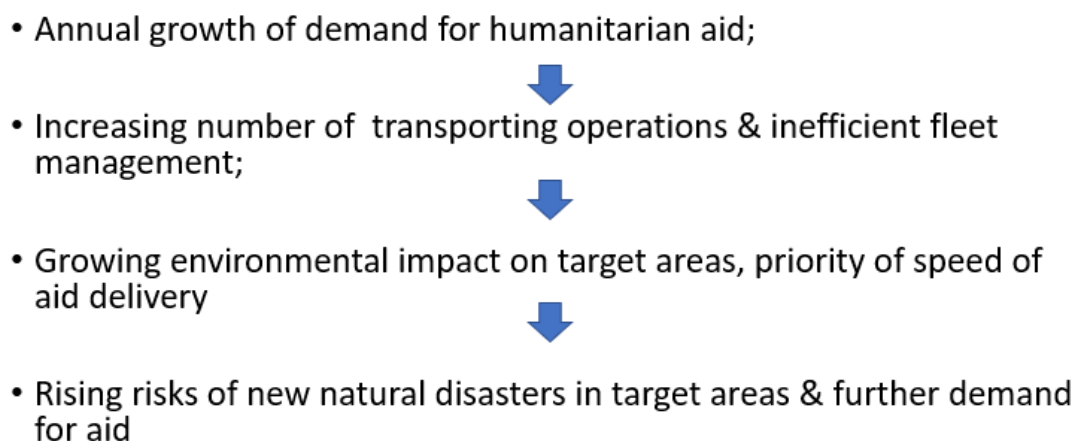 • Annual growth of demand for humanitarian aid;
• Increasing number of  transporting operations & inefficient fleet
management;
• Growing environmental impact on target areas, priority of speed of
aid delivery
• Rising risks of new natural disasters in target areas & further demand
for aid